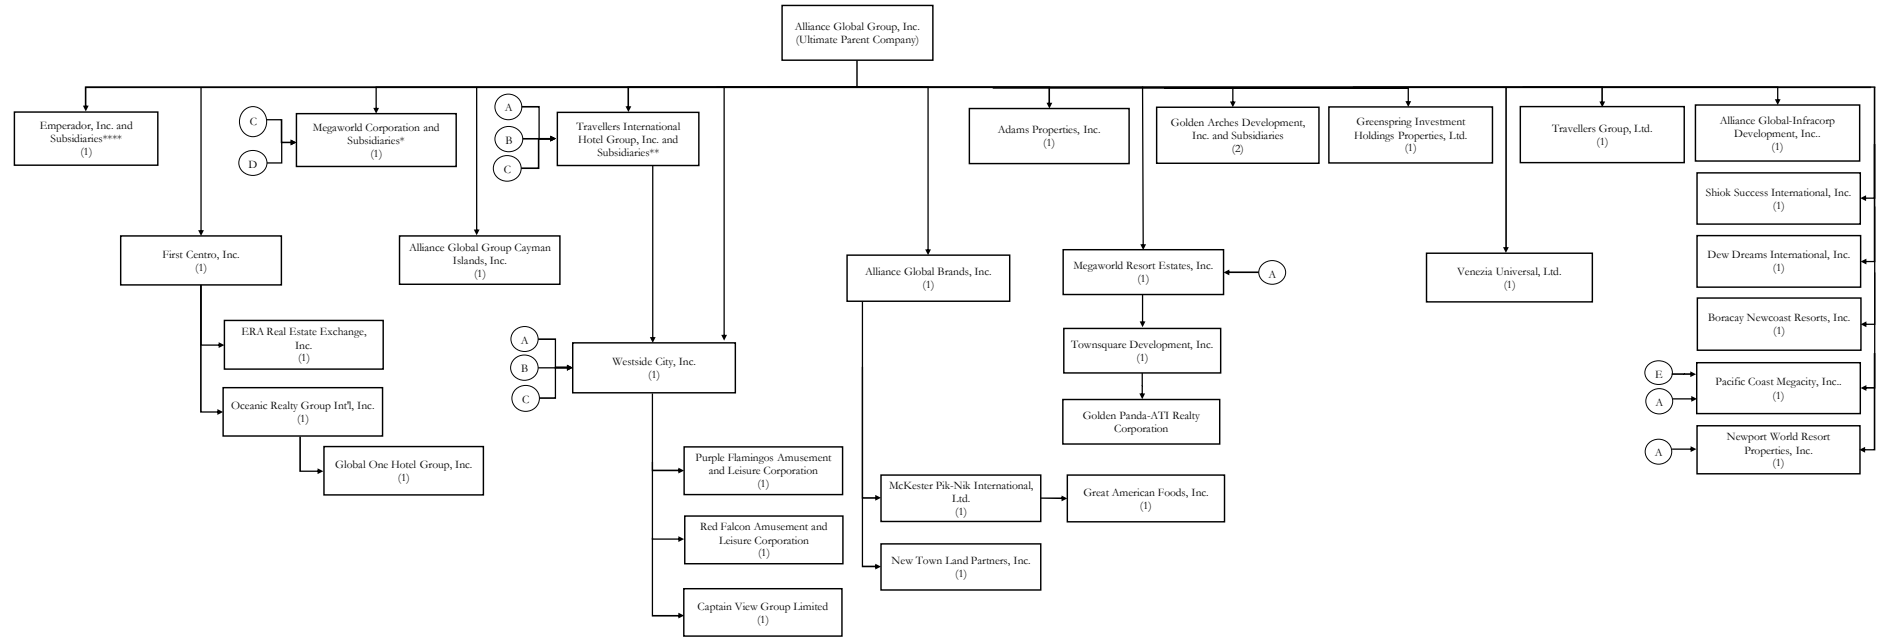 Alliance Global Group, Inc.
(Ultimate Parent Company)
Emperador, Inc. and
Subsidiaries****
(1)
C
D
Megaworld Corporation and
Subsidiaries*
(1)
A
B
C
Travellers International
Hotel Group, Inc. and
Subsidiaries**
Adams Properties, Inc.
(1)
Golden Arches Development,
Inc. and Subsidiaries
(2)
Greenspring Investment
Holdings Properties, Ltd.
(1)
Travellers Group, Ltd.
(1)
Alliance Global-Infracorp
Development, Inc..
(1)
Shiok Success International, Inc.
(1)
Dew Dreams International, Inc.
(1)
Boracay Newcoast Resorts, Inc.
(1)
E
A
Pacific Coast Megacity, Inc..
(1)
A
Newport World Resort
Properties, Inc.
(1)
First Centro, Inc.
(1)
Alliance Global Group Cayman
Islands, Inc.
(1)
Alliance Global Brands, Inc.
(1)
Megaworld Resort Estates, Inc.
(1)
A
Venezia Universal, Ltd.
(1)
ERA Real Estate Exchange,
Inc.
(1)
Oceanic Realty Group Int'l, Inc.
(1)
Global One Hotel Group, Inc.
(1)
A
B
C
Westside City, Inc.
(1)
Townsquare Development, Inc.
(1)
Golden Panda-ATI Realty
Corporation
Purple Flamingos Amusement
and Leisure Corporation
(1)
Red Falcon Amusement and
Leisure Corporation
(1)
Captain View Group Limited
(1)
McKester Pik-Nik International,
Ltd.
(1)
Great American Foods, Inc.
(1)
New Town Land Partners, Inc.
(1)